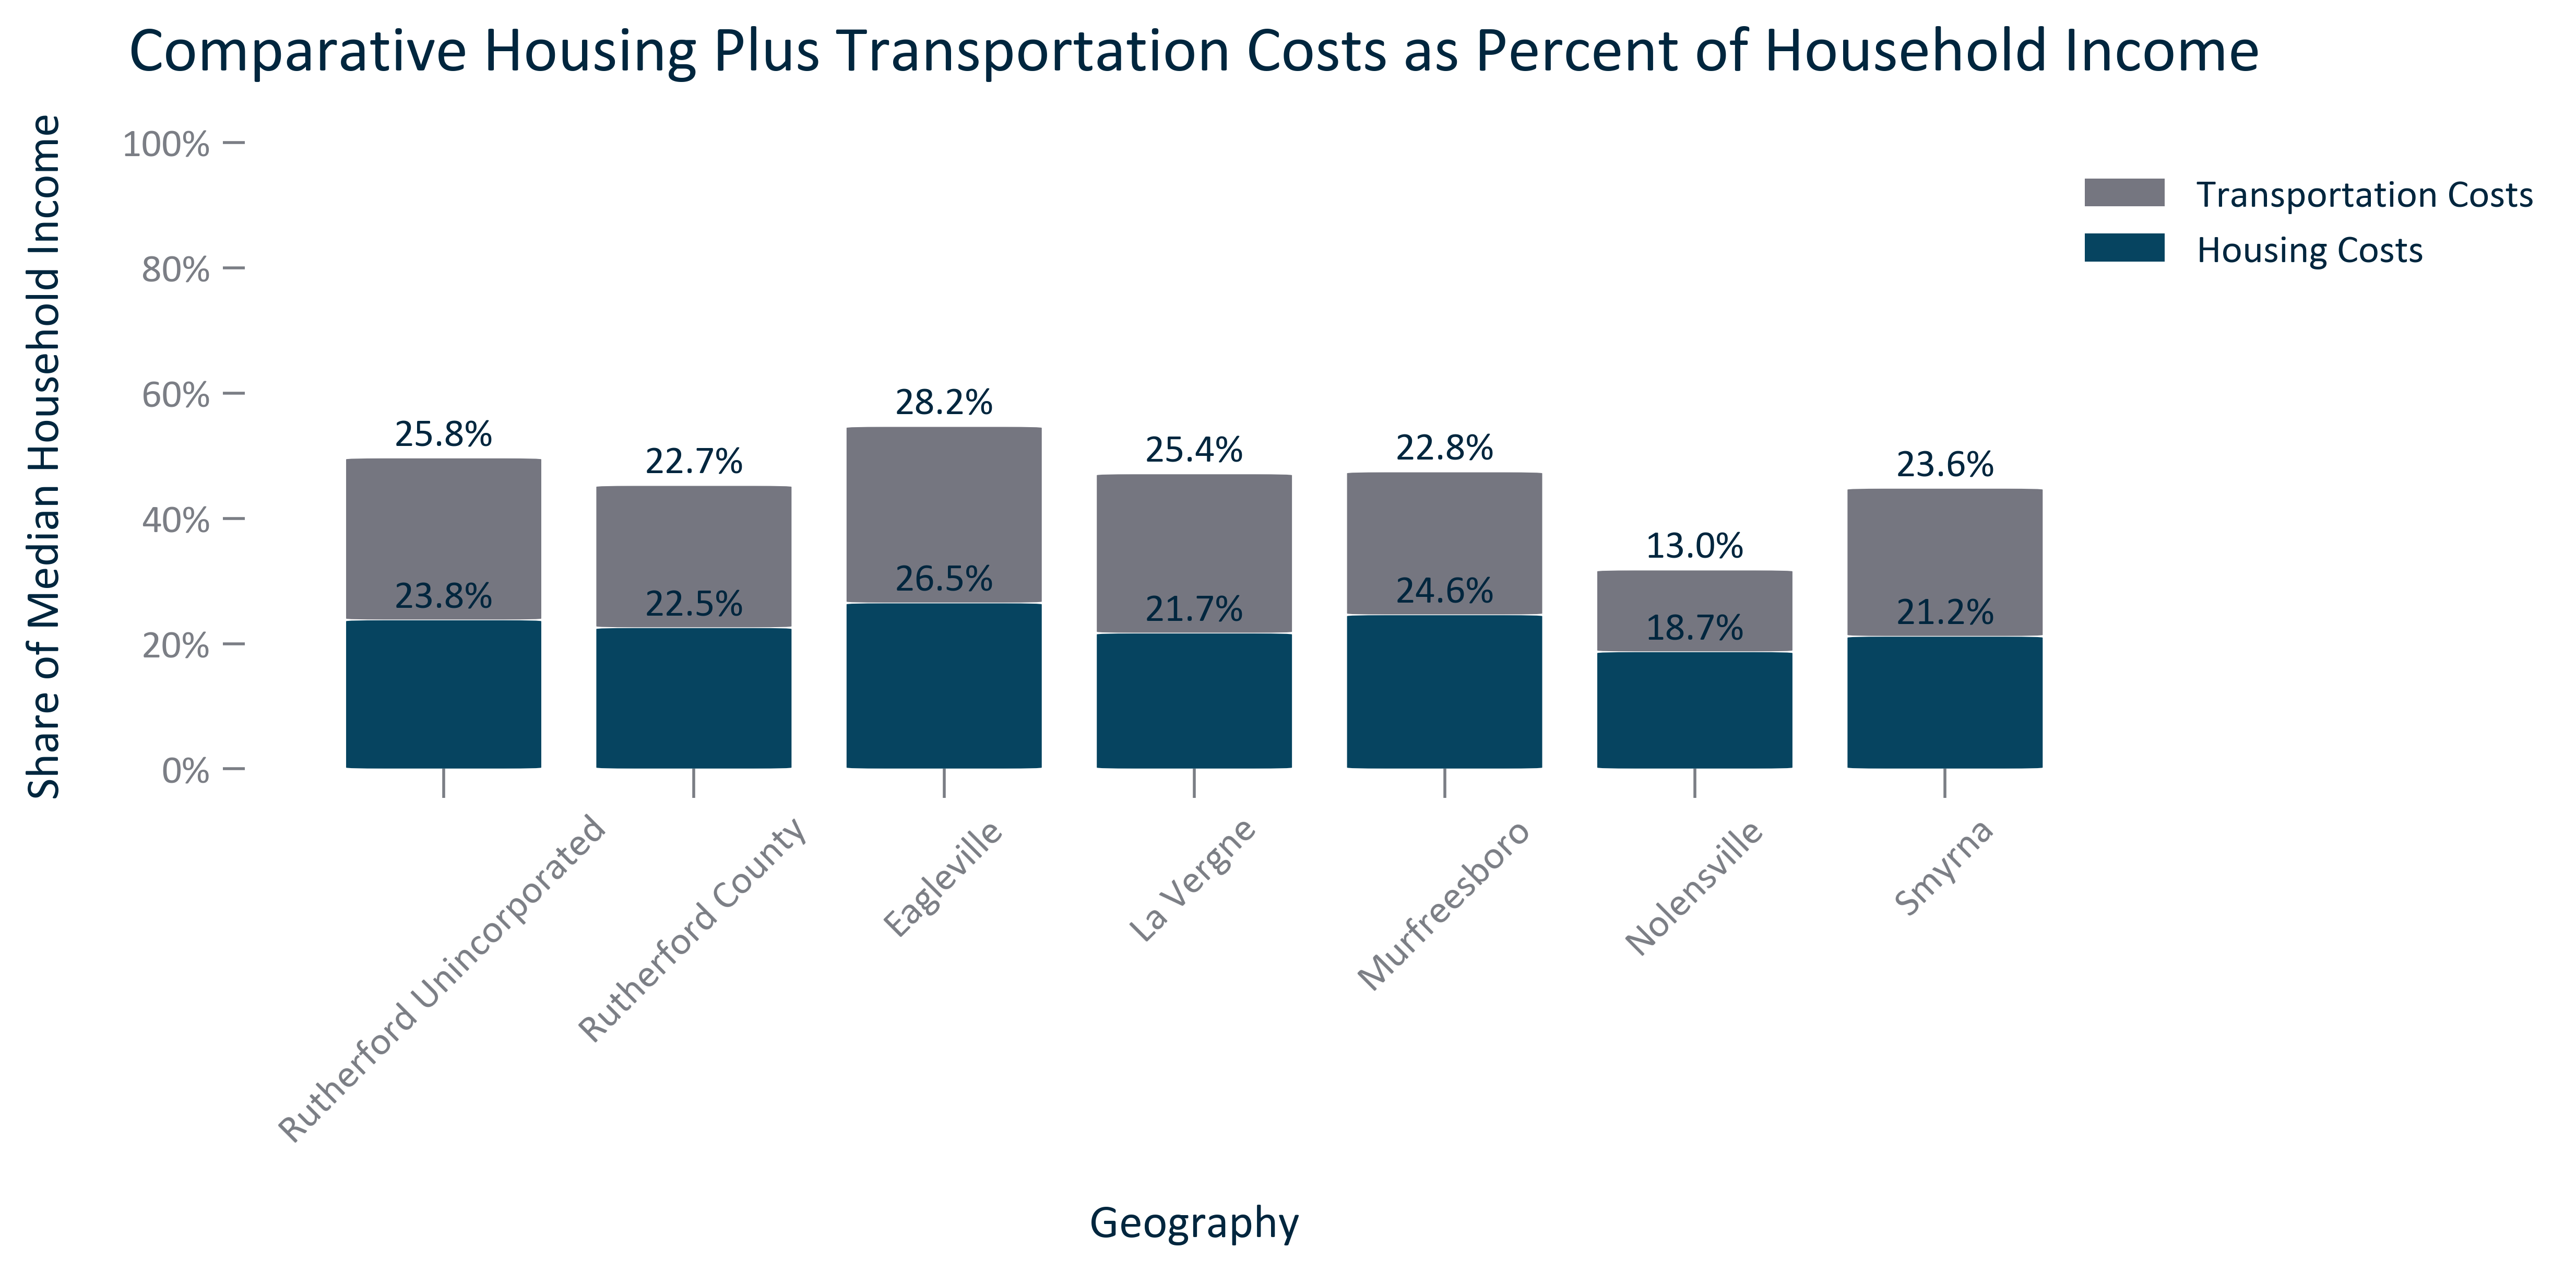 Comparative Housing Plus Transportation Costs as Percent of Household Income
Share of Median Household Income
100%
80%
60%
40%
20%
0%
Transportation Costs
Housing Costs
25.8%
22.7%
28.2%
25.4%
22.8%
13.0%
23.6%
23.8%
22.5%
26.5%
21.7%
24.6%
18.7%
21.2%
Rutherford Unincorporated
Rutherford County
Eagleville
La Vergne
Murfreesboro
Nolensville
Smyrna
Geography